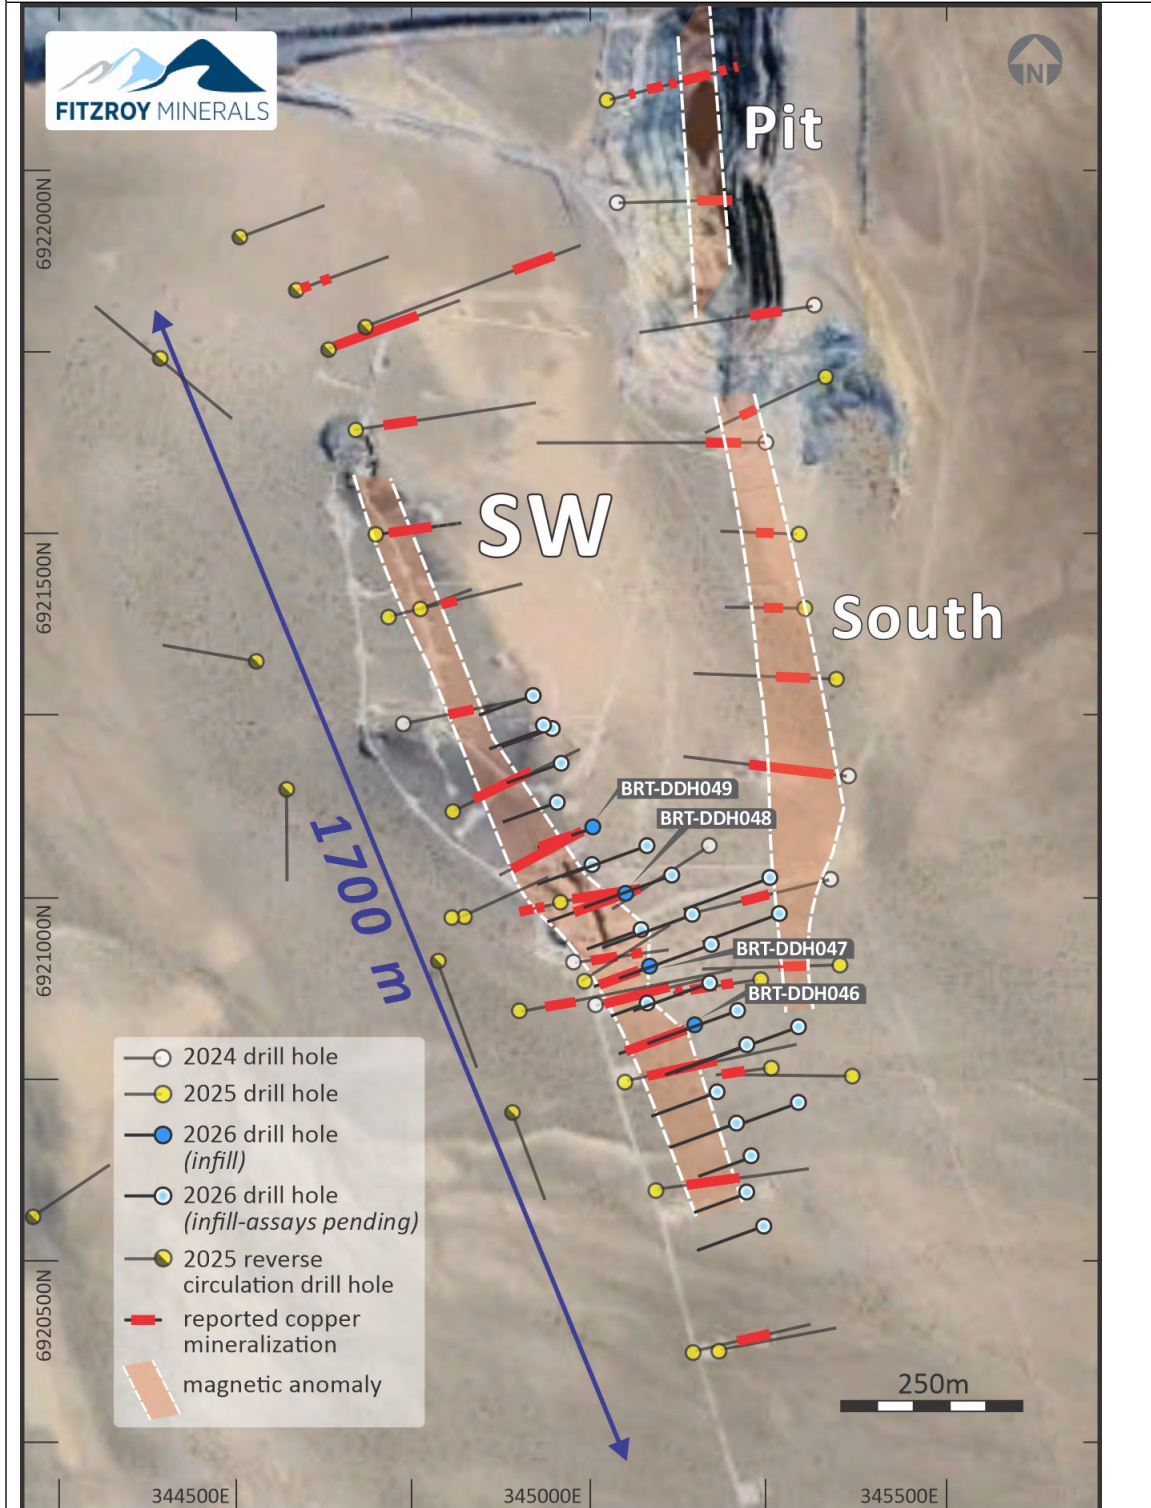 FITZROY MINERALS
N
Pit
6922000N
SW
6921500N
South
BRT-DDH049
BRT-DDH048
1700 m
6921000N
BRT-DDH047
BRT-DDH046
2024 drill hole
2025 drill hole
2026 drill hole
(infill)
2026 drill hole
(infill-assays pending)
2025 reverse
circulation drill hole
reported copper
mineralization
magnetic anomaly
6920500N
250m
344500E
345000E
345500E